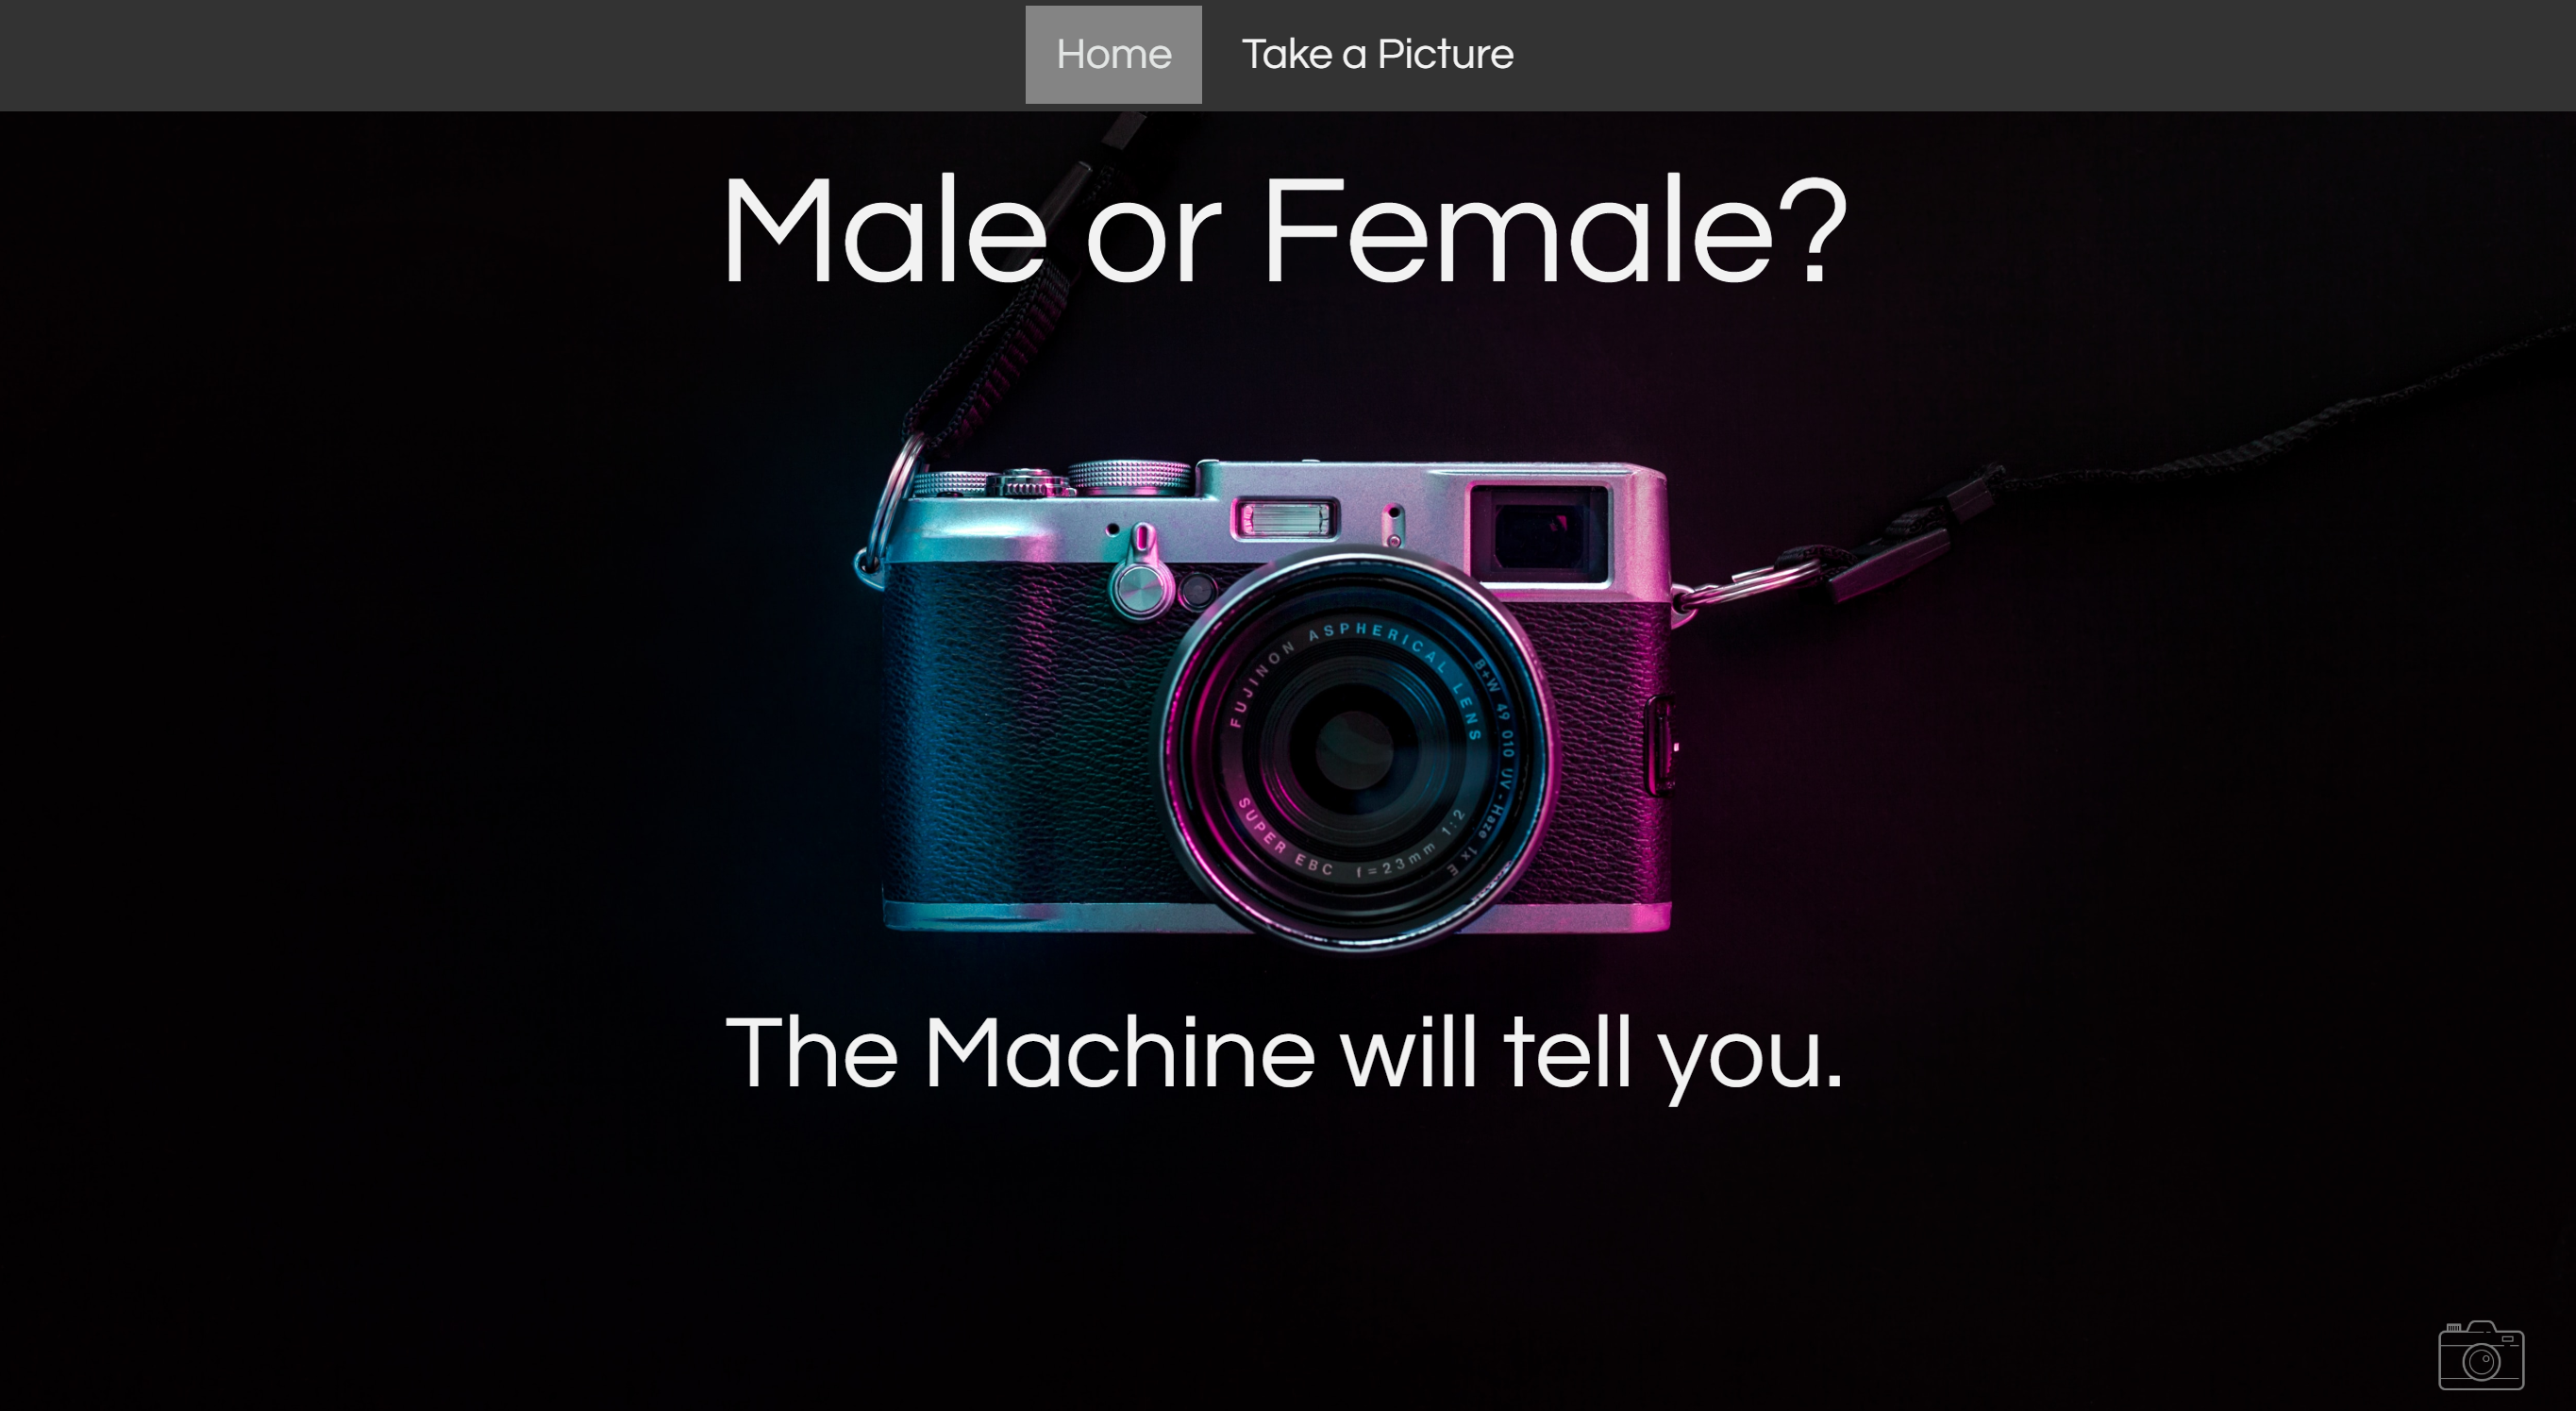 Home
Take a Picture
Male or Female?
FUJINON ASPHERICAL LENS
B+W 49 010 UV-Haze 1x E
SUPER EBC f=23mm 1:2
The Machine will tell you.